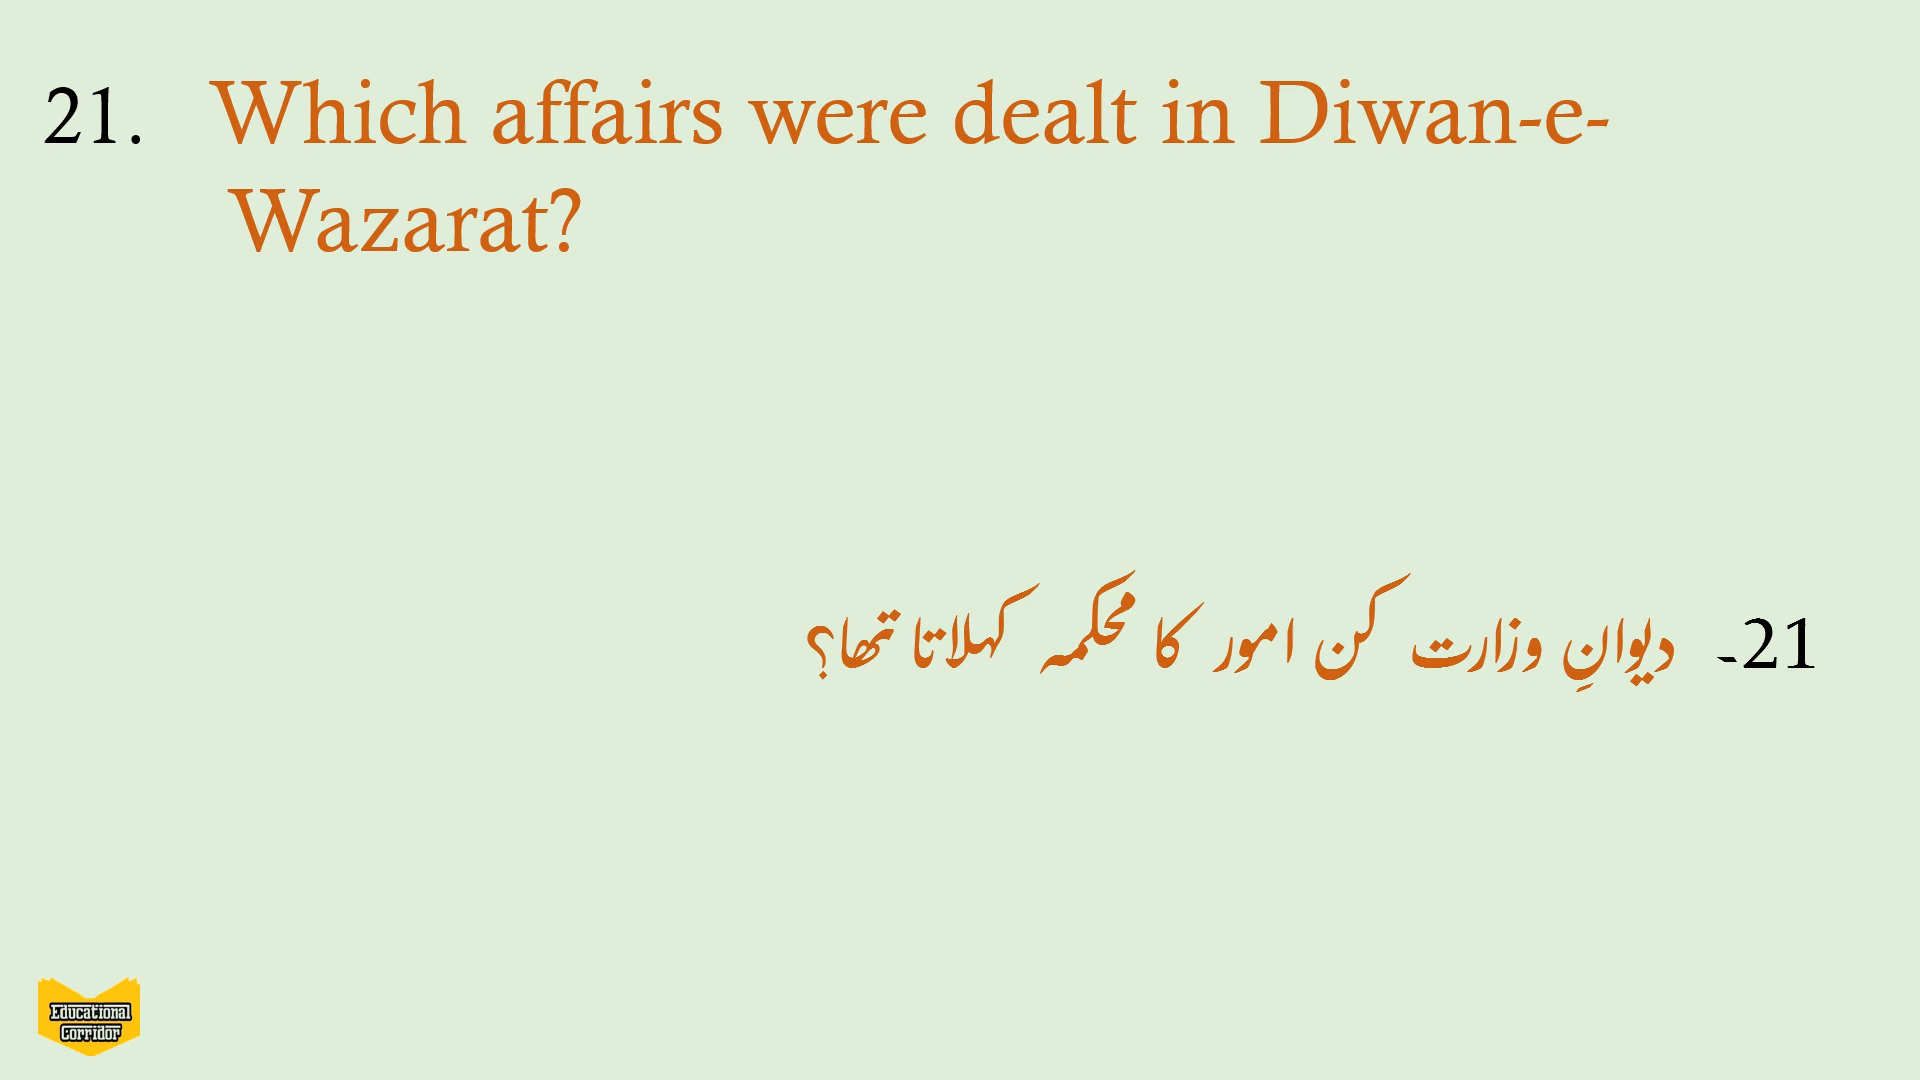 21. Which affairs were dealt in Diwan-e-
Wazarat?
21۔ دیوانِ وزارت کن امور کا محکمہ کہلاتا تھا؟
Educational
Corridor